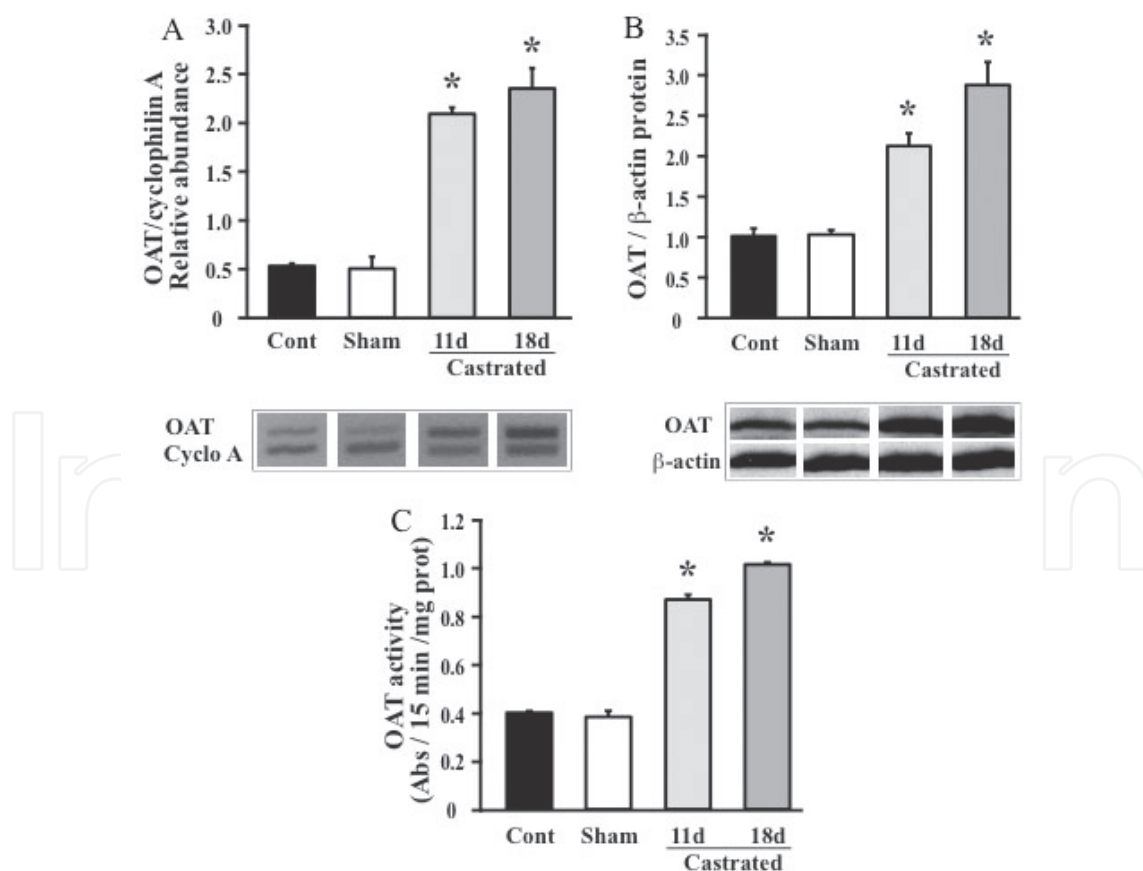 A
OAT/cyclophilin A
Relative abundance
3.0
2.5
2.0
1.5
1.0
0.5
0
*
*
Cont Sham 11d 18d
Castrated
OAT
Cyclo A
B
OAT / β-actin protein
3.5
3.0
2.5
2.0
1.5
1.0
0.5
0
*
*
Cont Sham 11d 18d
Castrated
OAT
β-actin
C
OAT activity
(Abs / 15 min /mg prot)
1.2
1.0
0.8
0.6
0.4
0.2
0
*
*
Cont Sham 11d 18d
Castrated